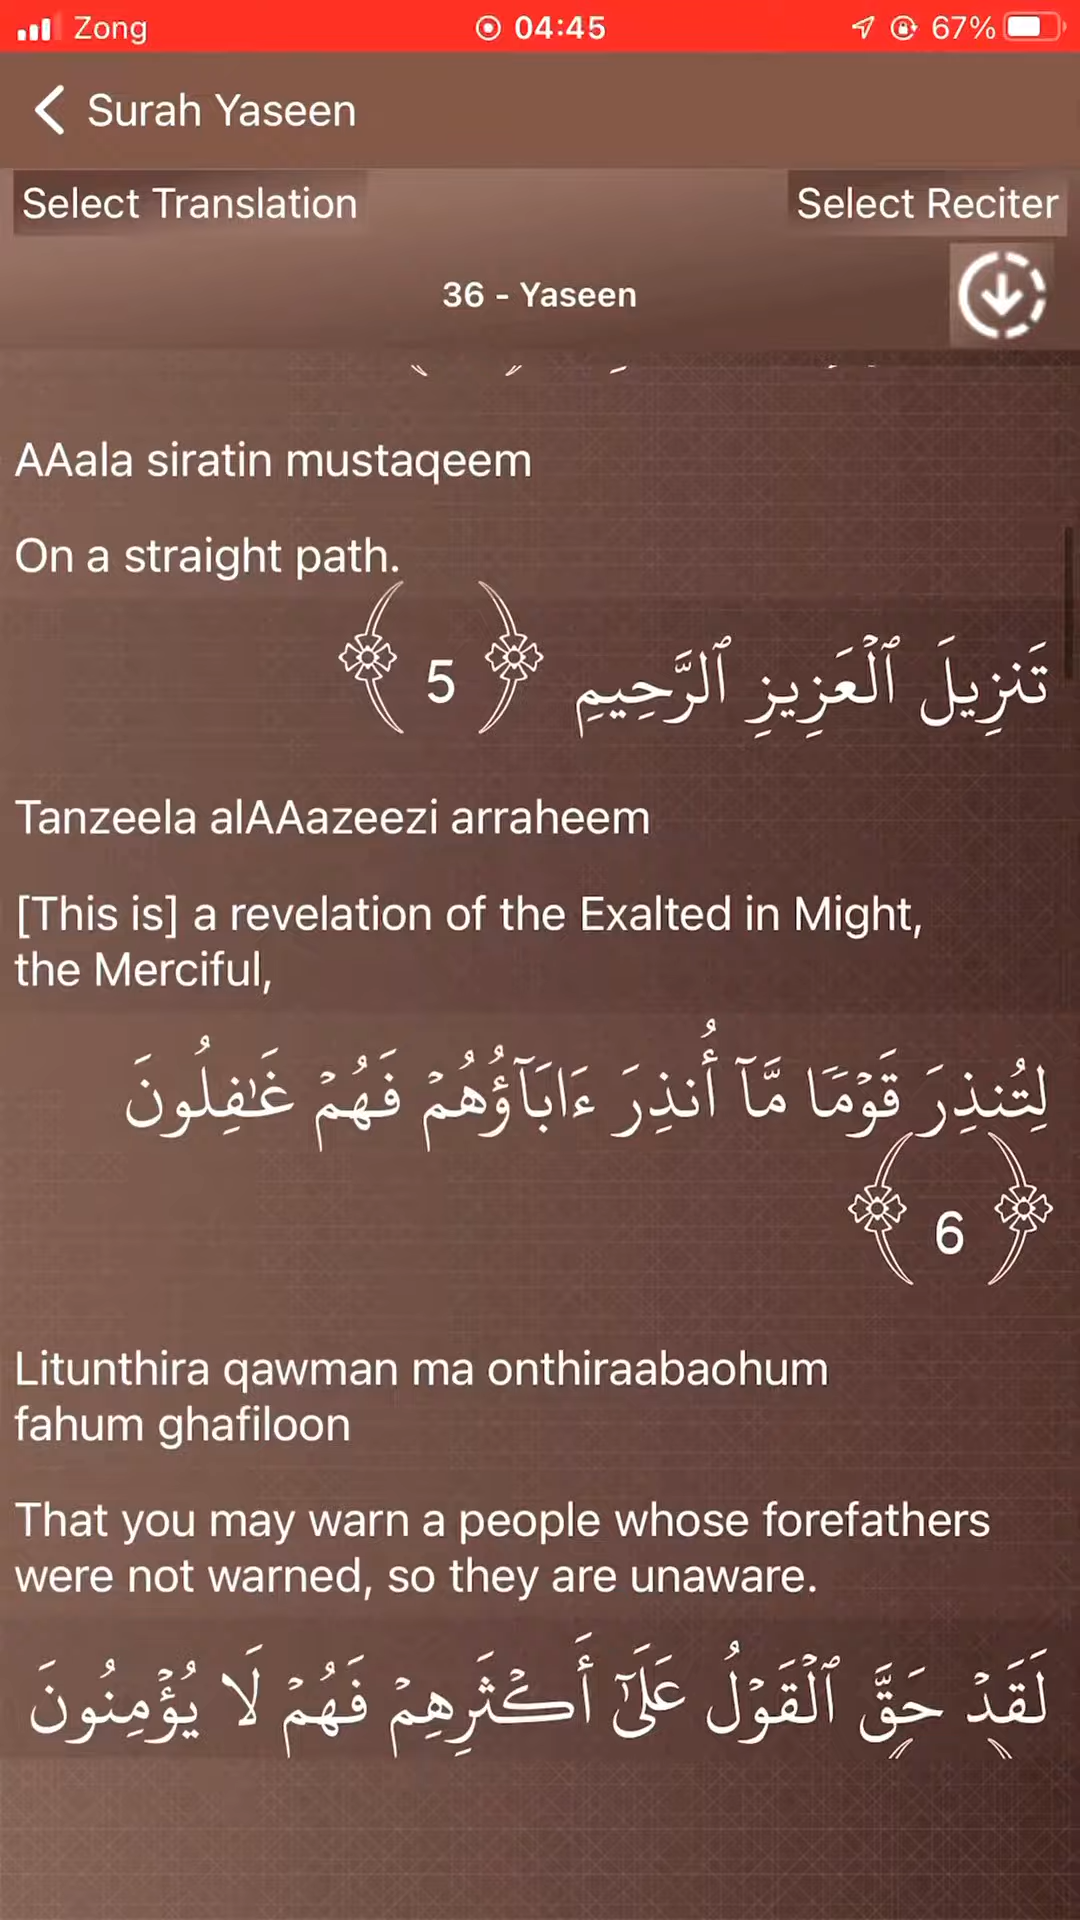 Zong 04:45 67%
Surah Yaseen
Select Translation Select Reciter
36 - Yaseen
AAala siratin mustaqeem
On a straight path.
تَنزِيلَ ٱلْعَزِيزِ ٱلرَّحِيمِ ﴿5﴾
Tanzeela alAAazeezi arraheem
[This is] a revelation of the Exalted in Might,
the Merciful,
لِتُنذِرَ قَوْمًا مَّآ أُنذِرَ ءَابَآؤُهُمْ فَهُمْ غَـٰفِلُونَ
﴿6﴾
Litunthira qawman ma onthiraabaohum
fahum ghafiloon
That you may warn a people whose forefathers
were not warned, so they are unaware.
لَقَدْ حَقَّ ٱلْقَوْلُ عَلَىٰٓ أَكْثَرِهِمْ فَهُمْ لَا يُؤْمِنُونَ